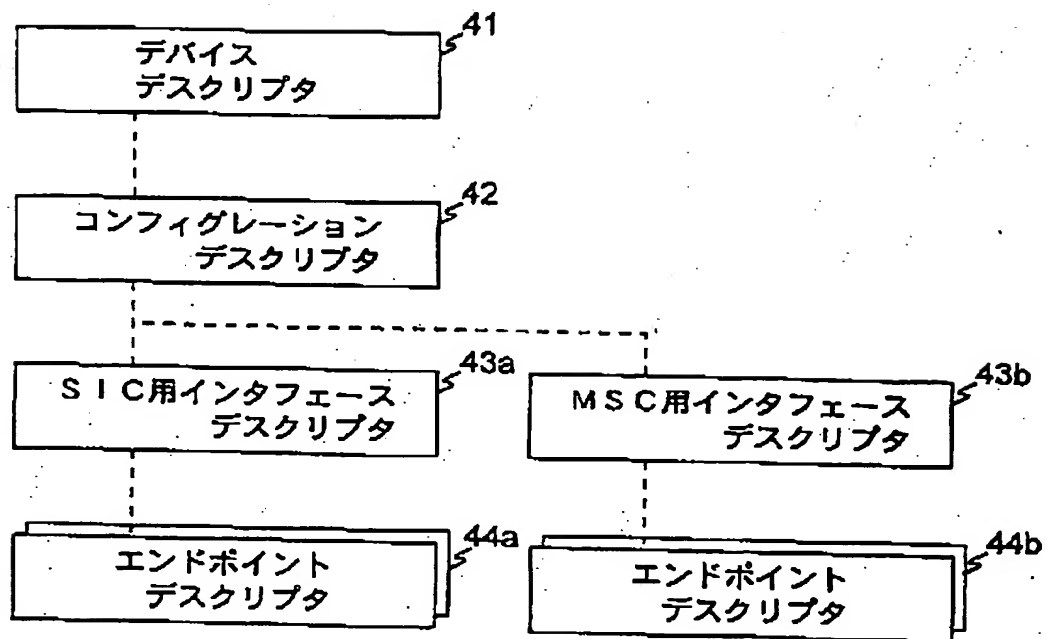 41
デバイス
デスクリプタ
42
コンフィグレーション
デスクリプタ
43a
SIC用インタフェース
デスクリプタ
43b
MSC用インタフェース
デスクリプタ
44a
エンドポイント
デスクリプタ
44b
エンドポイント
デスクリプタ